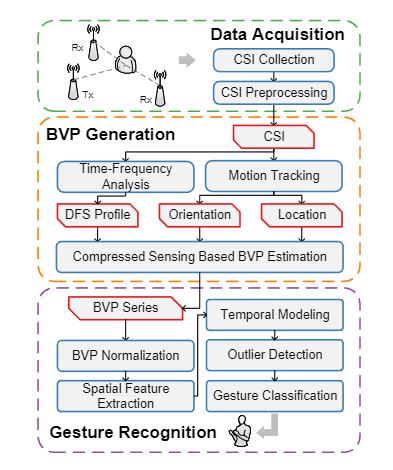 Data Acquisition
Rx
Tx
Rx
CSI Collection
CSI Preprocessing
BVP Generation
CSI
Time-Frequency
Analysis
Motion Tracking
DFS Profile
Orientation
Location
Compressed Sensing Based BVP Estimation
BVP Series
BVP Normalization
Spatial Feature
Extraction
Temporal Modeling
Outlier Detection
Gesture Classification
Gesture Recognition